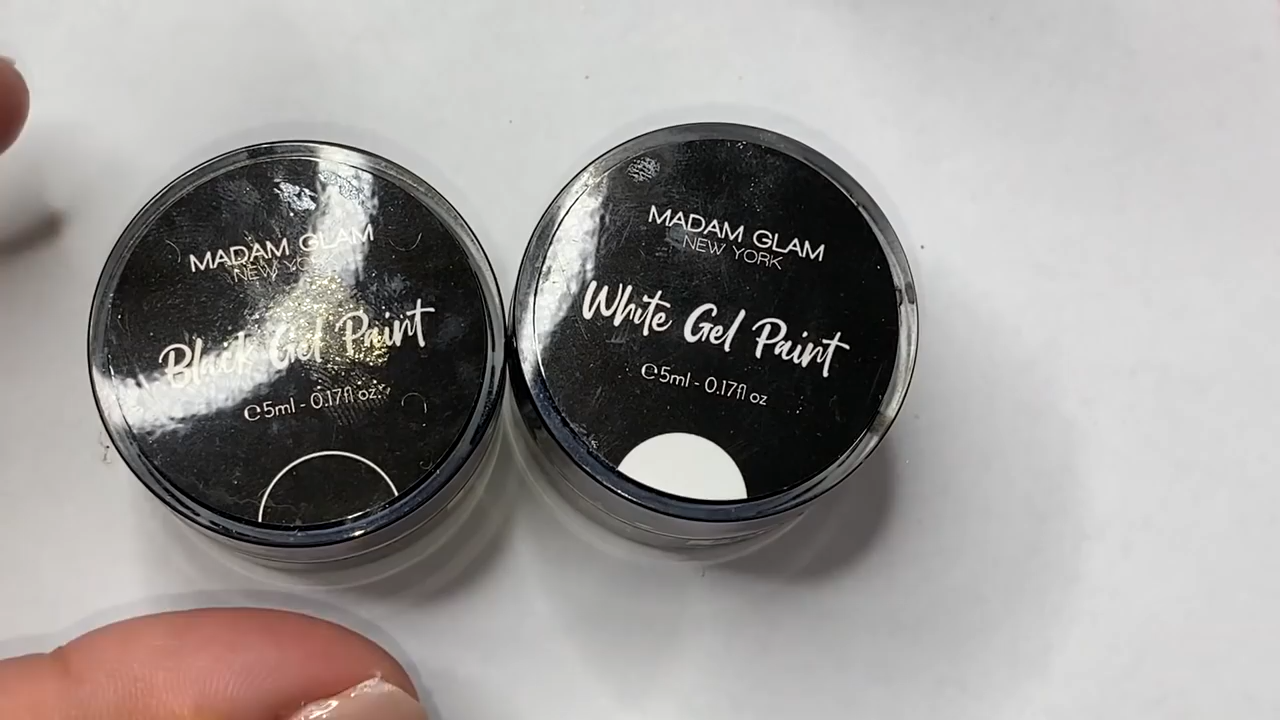 MADAM GLAM
NEW YORK
Black Gel Paint
℮5ml - 0.17fl oz.
MADAM GLAM
NEW YORK
White Gel Paint
℮5ml - 0.17fl oz